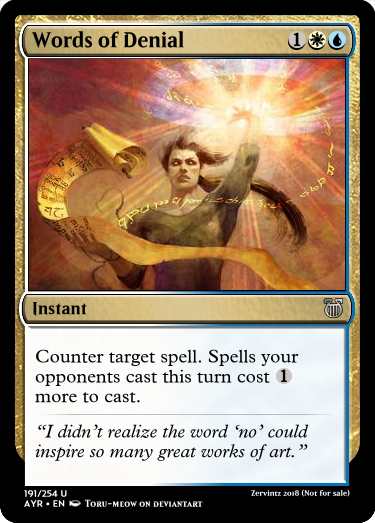 Words of Denial 1
Instant
Counter target spell. Spells your
opponents cast this turn cost 1
more to cast.
“I didn’t realize the word ‘no’ could
inspire so many great works of art.”
191/254 U
Zervintz 2018 (Not for sale)
AYR • EN Toru-meow on deviantart